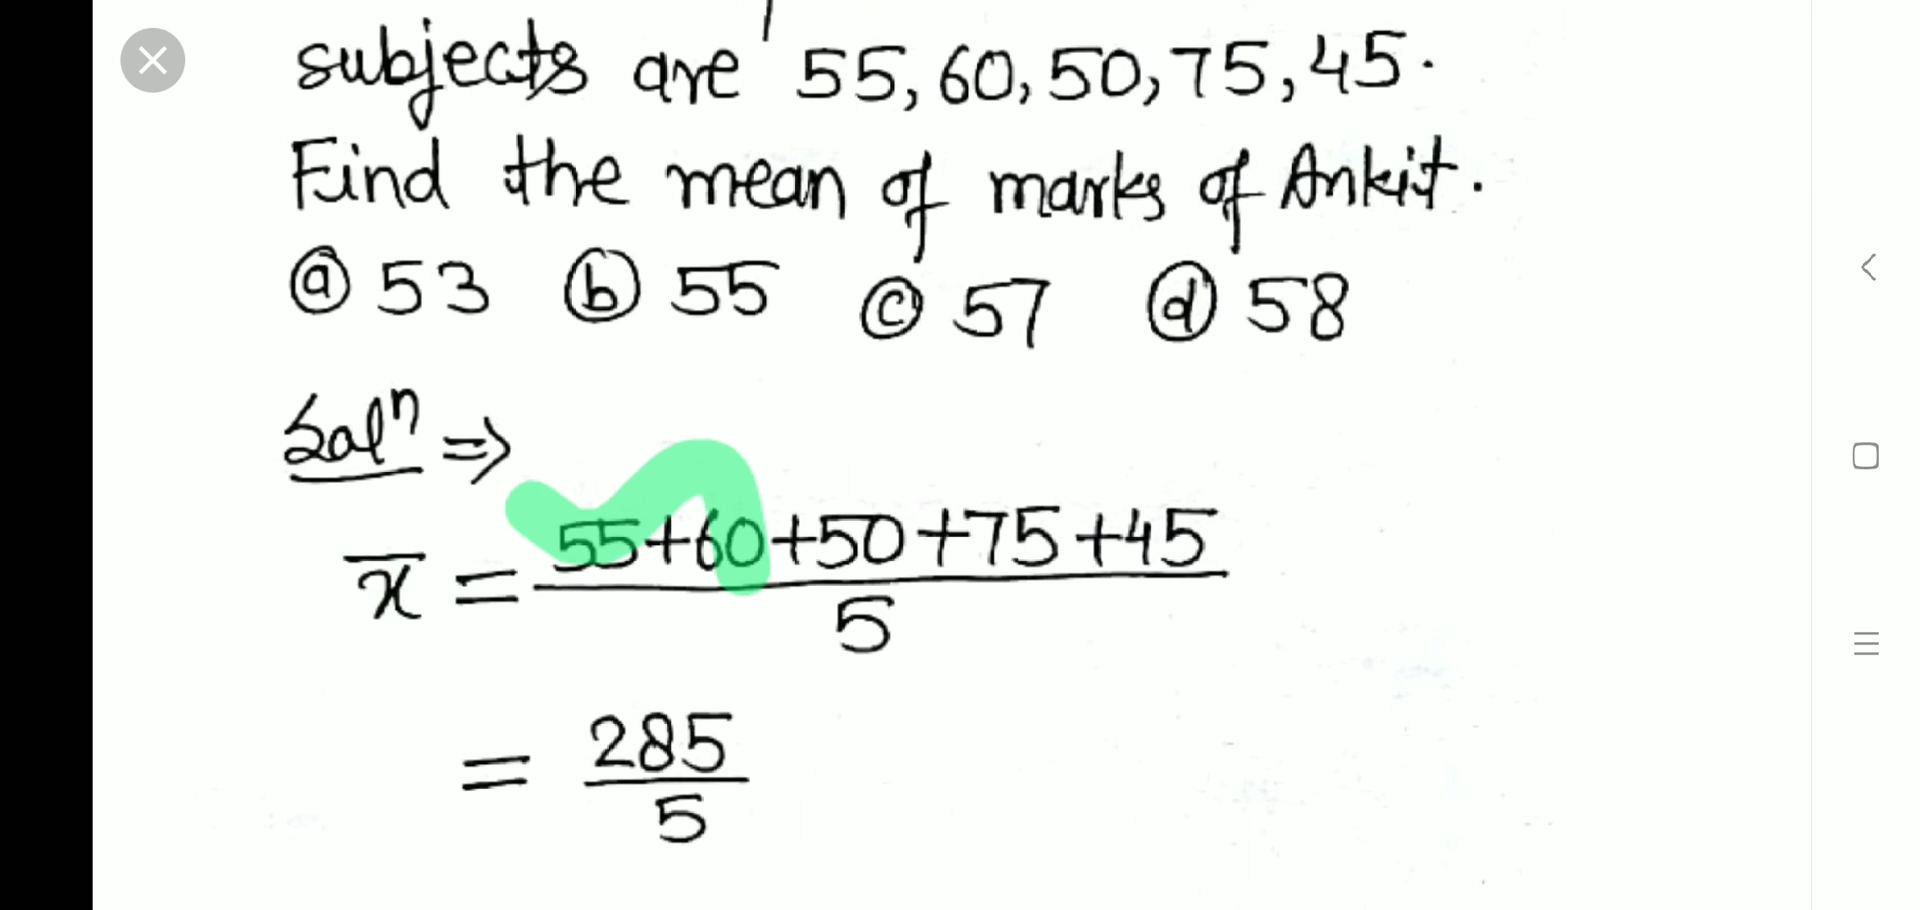 subjects are 55, 60, 50, 75, 45.
Find the mean of marks of Ankit.
ⓐ 53 ⓑ 55 ⓒ 57 ⓓ 58
Solⁿ ⇒
x̄ = 55+60+50+75+45
5
= 285
5